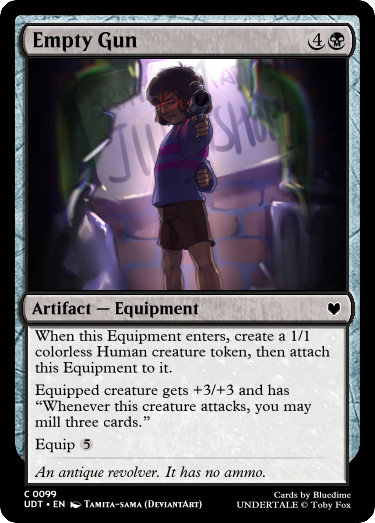 Empty Gun 4
JUNK SHOP
Artifact — Equipment
When this Equipment enters, create a 1/1
colorless Human creature token, then attach
this Equipment to it.
Equipped creature gets +3/+3 and has
“Whenever this creature attacks, you may
mill three cards.”
Equip 5
An antique revolver. It has no ammo.
C 0099
UDT • EN Tamita-sama (DeviantArt)
Cards by Bluedime
UNDERTALE © Toby Fox